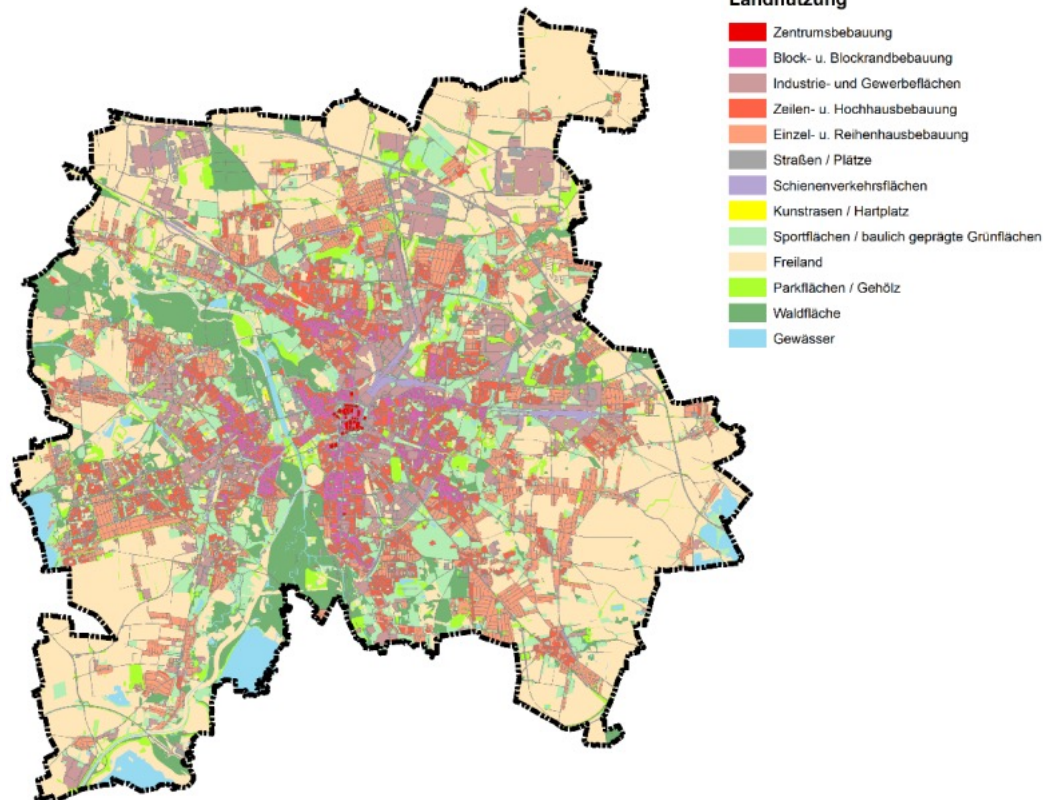 Landnutzung
Zentrumsbebauung
Block- u. Blockrandbebauung
Industrie- und Gewerbeflächen
Zeilen- u. Hochhausbebauung
Einzel- u. Reihenhausbebauung
Straßen / Plätze
Schienenverkehrsflächen
Kunstrasen / Hartplatz
Sportflächen / baulich geprägte Grünflächen
Freiland
Parkflächen / Gehölz
Waldfläche
Gewässer